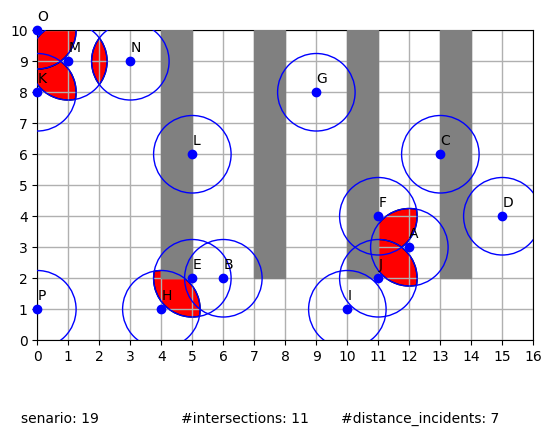 O
10
M
N
9
K
G
8
7
L
C
6
5
F
D
4
A
3
E
B
J
2
P
H
I
1
0
0 1 2 3 4 5 6 7 8 9 10 11 12 13 14 15 16
senario: 19 #intersections: 11 #distance_incidents: 7